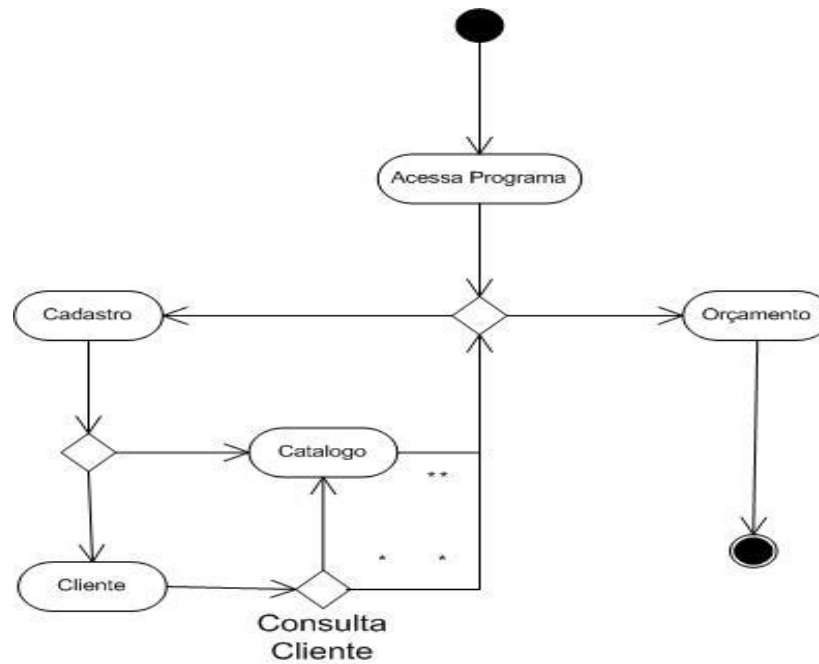 Acessa Programa
Cadastro
Orçamento
Catalogo
**
* *
Cliente
Consulta
Cliente